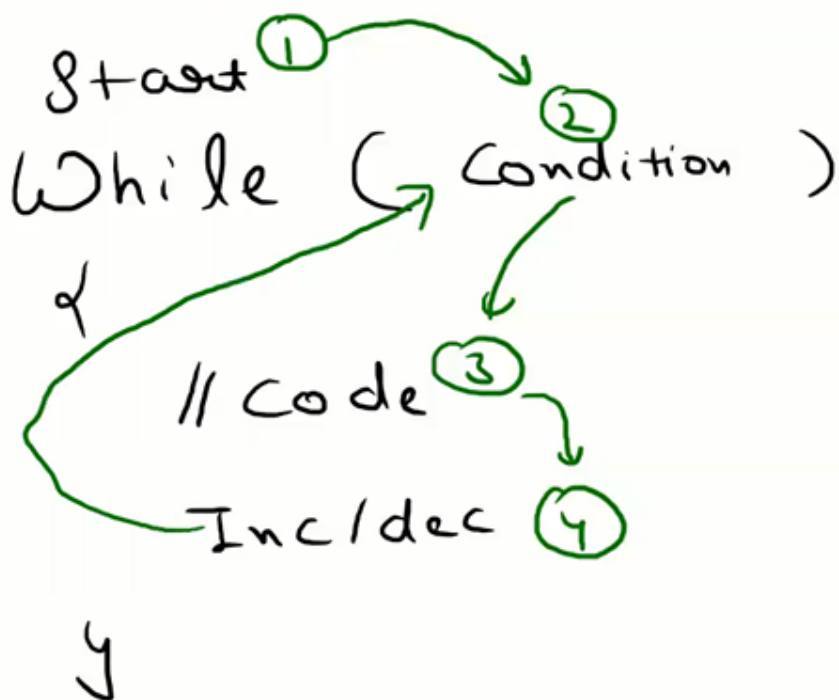 Start ①
②
While ( Condition )
{
// Code ③
Inc/dec ④
}